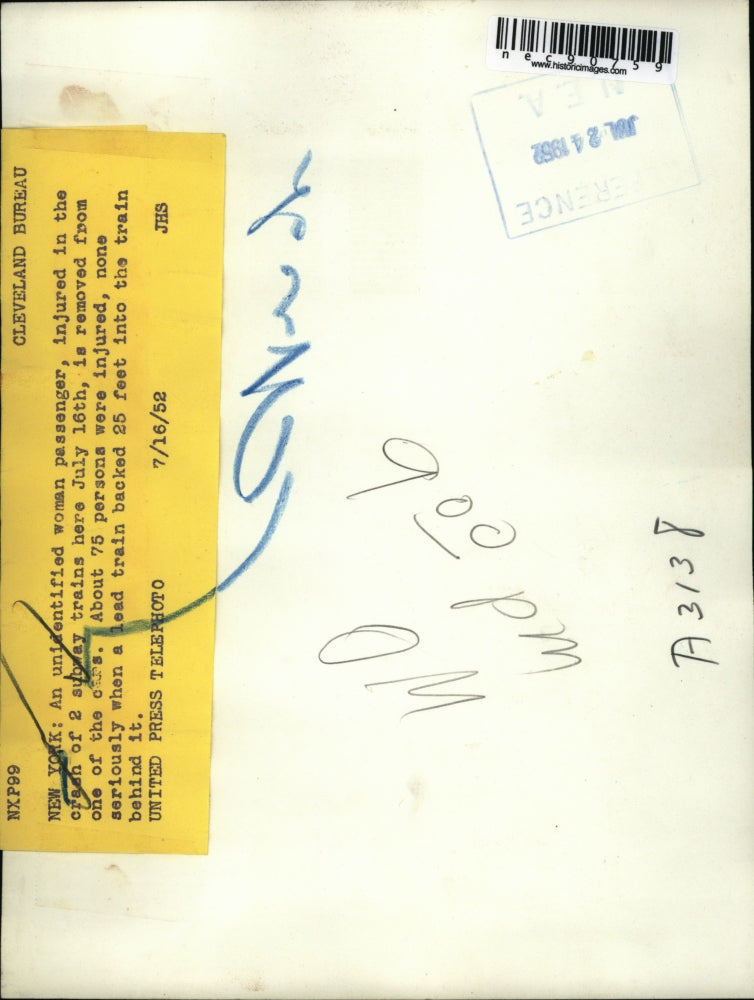 NXP99 CLEVELAND BUREAU
NEW YORK: An unidentified woman passenger, injured in the
crash of 2 subway trains here July 16th, is removed from
one of the cars. About 75 persons were injured, none
seriously when a lead train backed 25 feet into the train
behind it.
UNITED PRESS TELEPHOTO 7/16/52 JHS
nec90759
www.historicimages.com
N.E.A.
JUL 24 1952
ERENCE
A3138